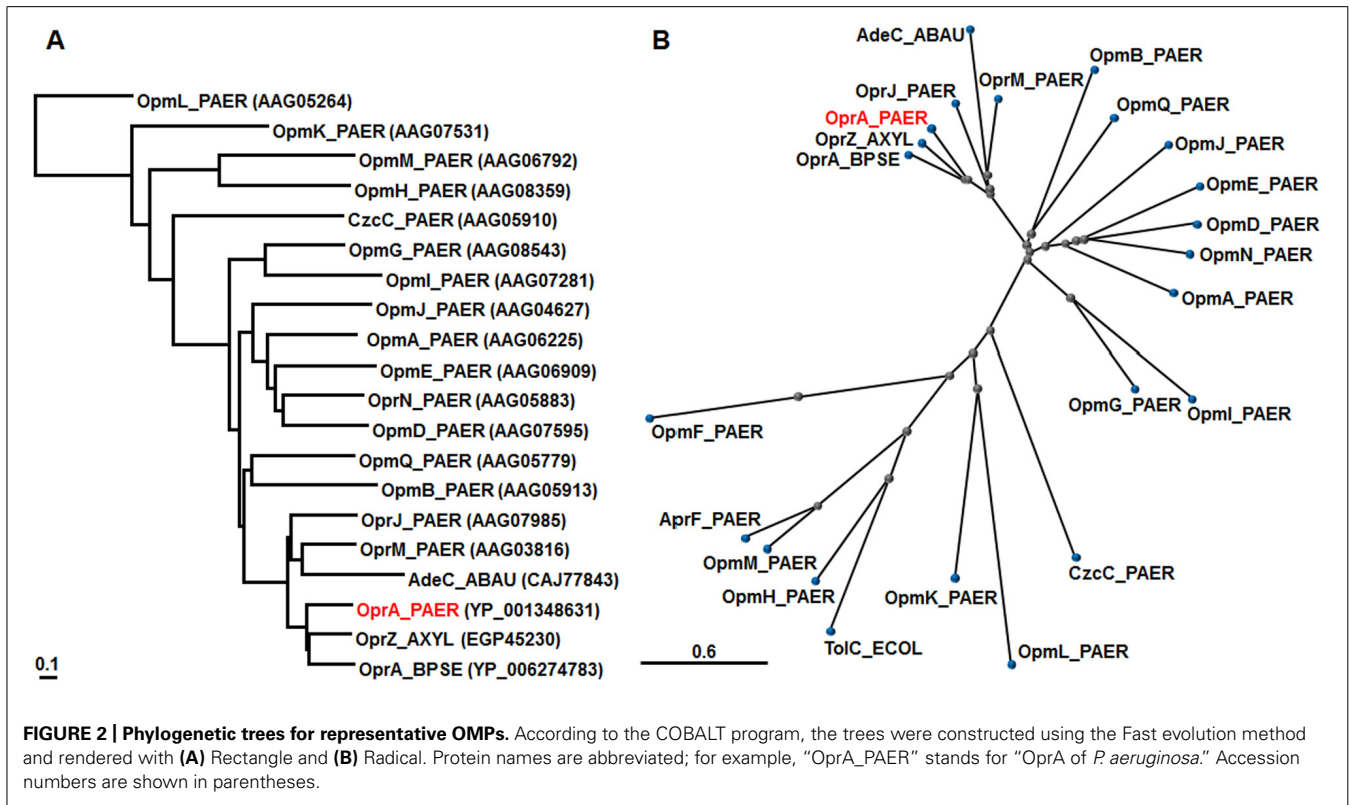 A
OpmL_PAER (AAG05264)
OpmK_PAER (AAG07531)
OpmM_PAER (AAG06792)
OpmH_PAER (AAG08359)
CzcC_PAER (AAG05910)
OpmG_PAER (AAG08543)
OpmI_PAER (AAG07281)
OpmJ_PAER (AAG04627)
OpmA_PAER (AAG06225)
OpmE_PAER (AAG06909)
OprN_PAER (AAG05883)
OpmD_PAER (AAG07595)
OpmQ_PAER (AAG05779)
OpmB_PAER (AAG05913)
OprJ_PAER (AAG07985)
OprM_PAER (AAG03816)
AdeC_ABAU (CAJ77843)
OprA_PAER (YP_001348631)
OprZ_AXYL (EGP45230)
OprA_BPSE (YP_006274783)
0.1
B
AdeC_ABAU
OpmB_PAER
OprM_PAER
OprJ_PAER
OpmQ_PAER
OprA_PAER
OprZ_AXYL
OprA_BPSE
OpmJ_PAER
OpmE_PAER
OpmD_PAER
OpmN_PAER
OpmA_PAER
OpmG_PAER
OpmI_PAER
OpmF_PAER
AprF_PAER
OpmM_PAER
OpmH_PAER
OpmK_PAER
CzcC_PAER
TolC_ECOL
OpmL_PAER
0.6
FIGURE 2 | Phylogenetic trees for representative OMPs. According to the COBALT program, the trees were constructed using the Fast evolution method
and rendered with (A) Rectangle and (B) Radical. Protein names are abbreviated; for example, “OprA_PAER” stands for “OprA of P. aeruginosa.” Accession
numbers are shown in parentheses.